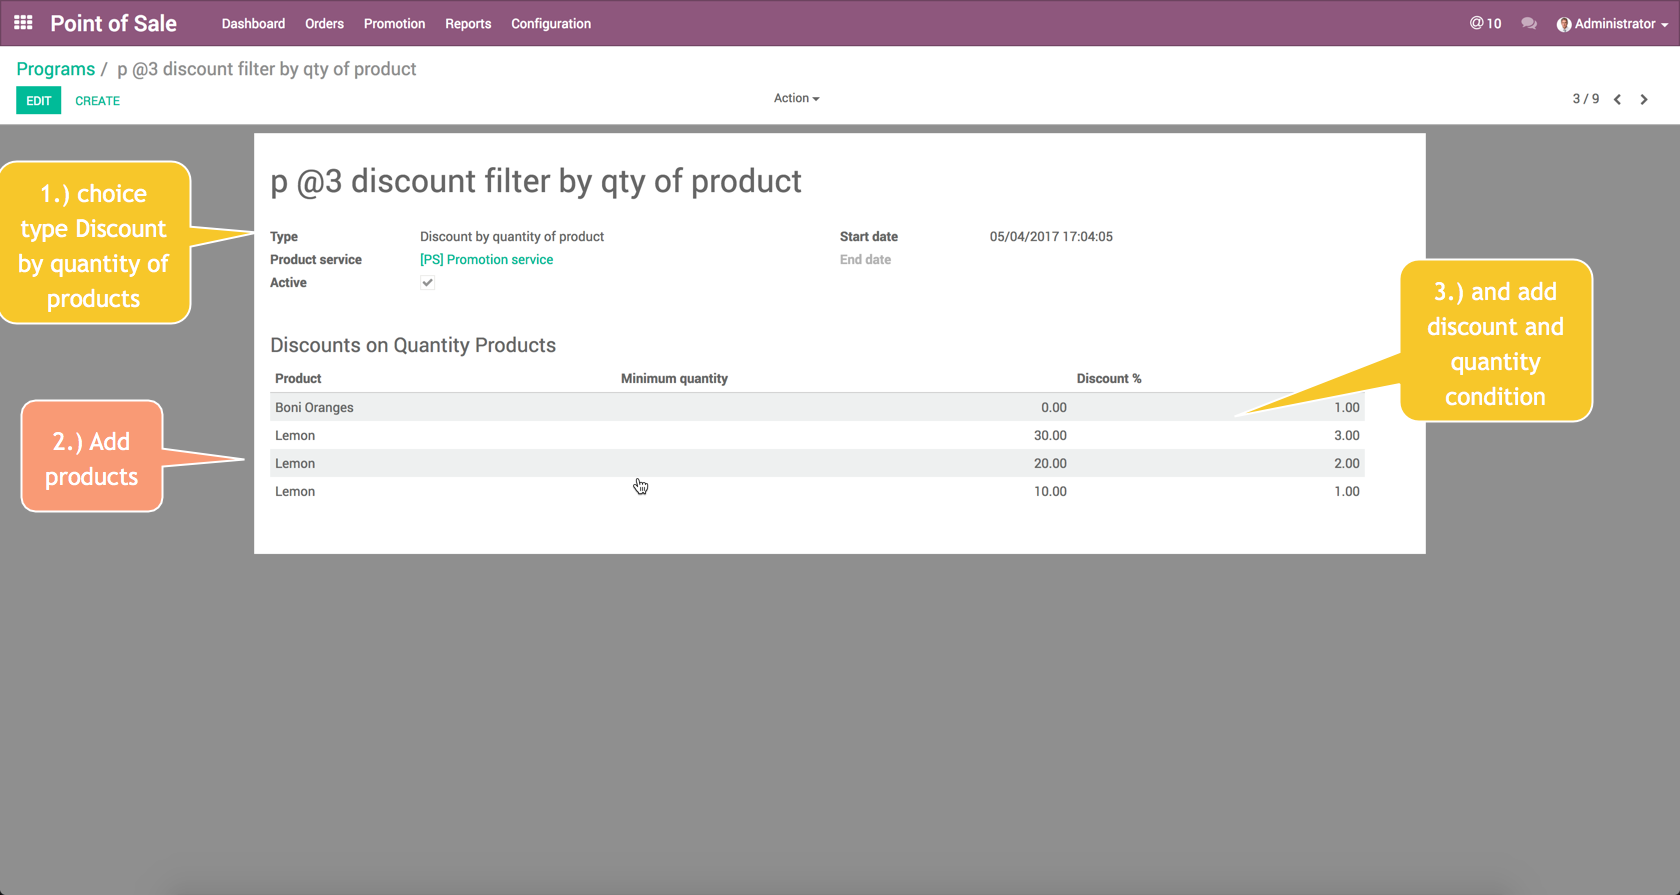 Point of Sale Dashboard Orders Promotion Reports Configuration @ 10 Administrator
Programs / p @3 discount filter by qty of product
EDIT CREATE Action 3 / 9
p @3 discount filter by qty of product
Type Discount by quantity of product Start date 05/04/2017 17:04:05
Product service [PS] Promotion service End date
Active
Discounts on Quantity Products
Product Minimum quantity Discount %
Boni Oranges 0.00 1.00
Lemon 30.00 3.00
Lemon 20.00 2.00
Lemon 10.00 1.00
1.) choice
type Discount
by quantity of
products
2.) Add
products
3.) and add
discount and
quantity
condition